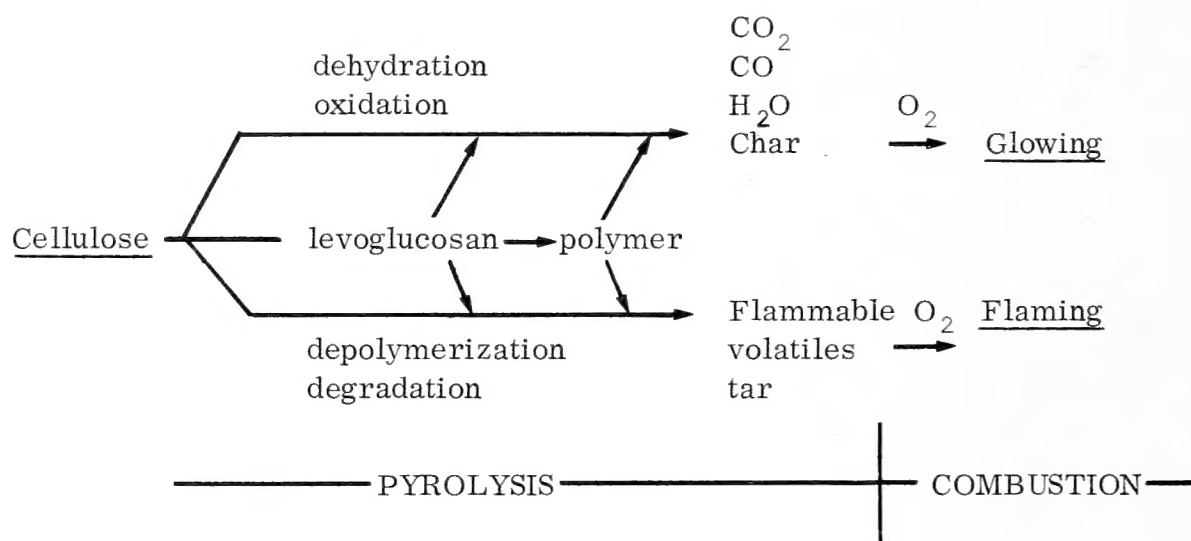 CO2
dehydration CO
oxidation H2O O2
Char Glowing
Cellulose levoglucosan polymer
Flammable O2 Flaming
depolymerization volatiles
degradation tar
PYROLYSIS COMBUSTION